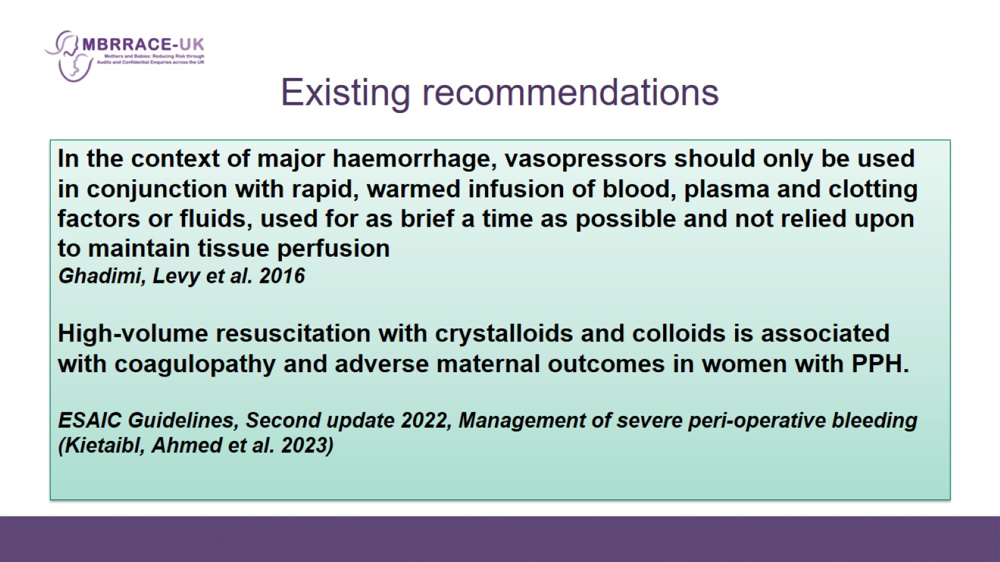 MBRRACE-UK
Mothers and Babies: Reducing Risk through
Audits and Confidential Enquiries across the UK
Existing recommendations
In the context of major haemorrhage, vasopressors should only be used
in conjunction with rapid, warmed infusion of blood, plasma and clotting
factors or fluids, used for as brief a time as possible and not relied upon
to maintain tissue perfusion
Ghadimi, Levy et al. 2016
High-volume resuscitation with crystalloids and colloids is associated
with coagulopathy and adverse maternal outcomes in women with PPH.
ESAIC Guidelines, Second update 2022, Management of severe peri-operative bleeding
(Kietaibl, Ahmed et al. 2023)